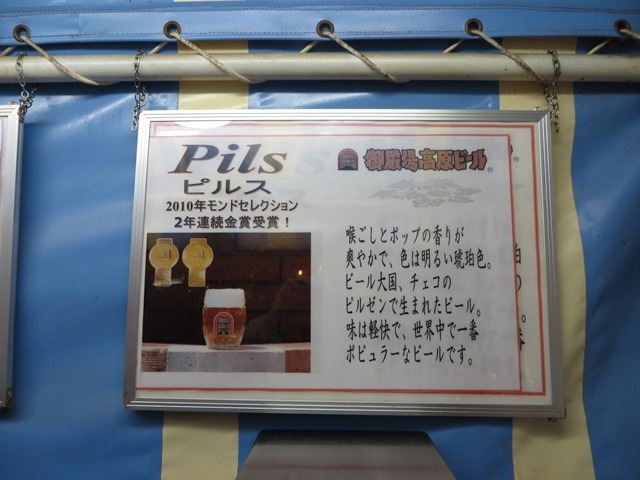 Pils
ピルス
2010年モンドセレクション
2年連続金賞受賞！
御殿場高原ビール®
喉ごしとポップの香りが
爽やかで、色は明るい琥珀色。
ビール大国、チェコの
ピルゼンで生まれたビール。
味は軽快で、世界中で一番
ポピュラーなビールです。